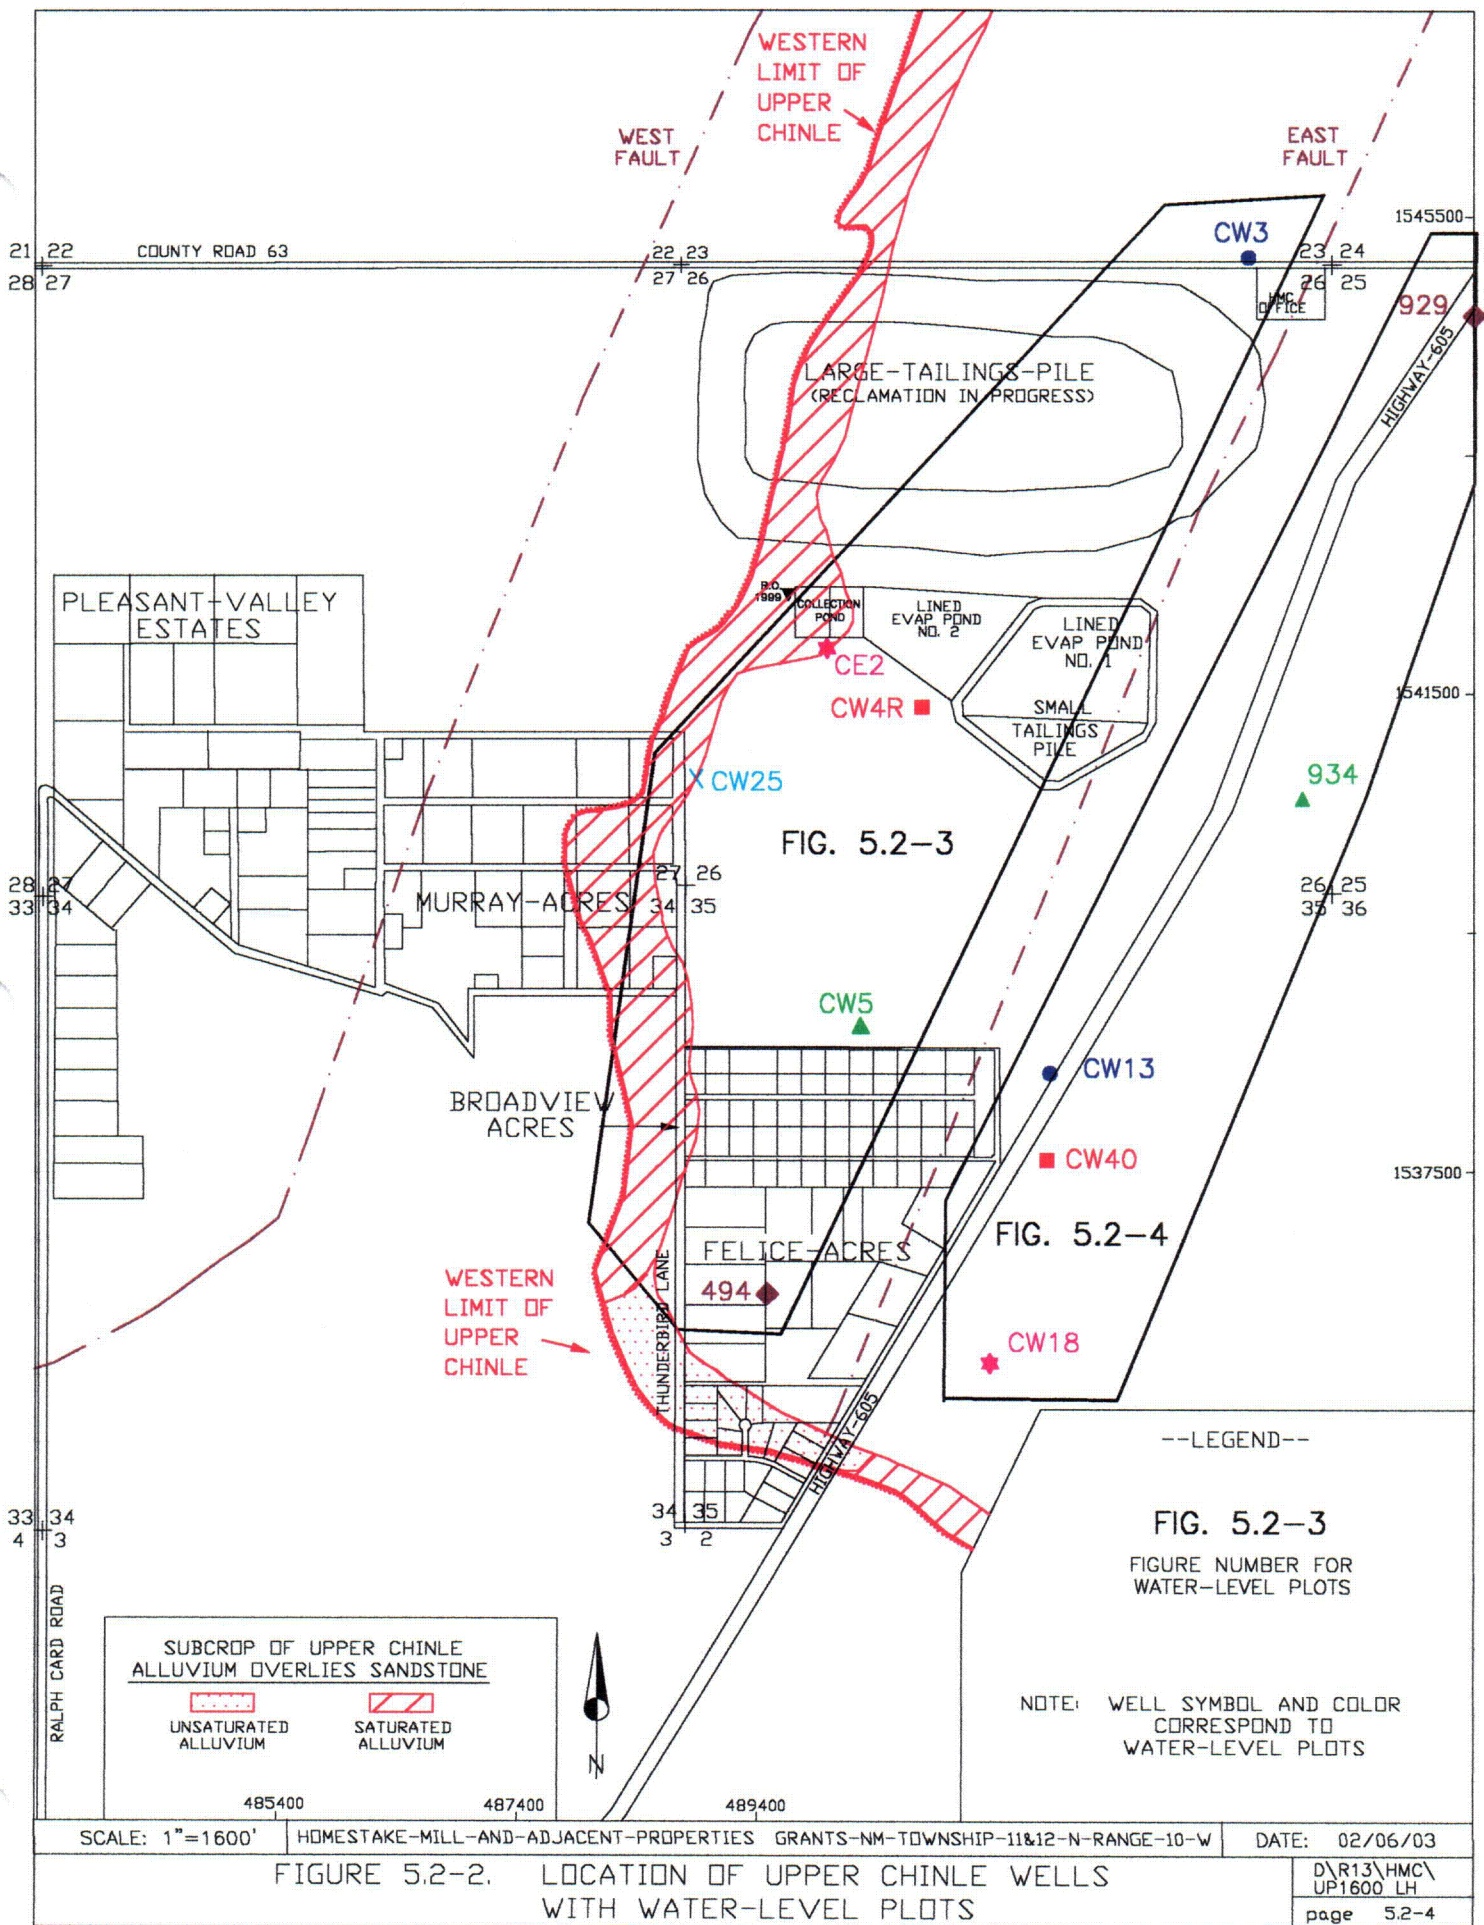 WESTERN
LIMIT OF
UPPER
CHINLE
WEST
FAULT
EAST
FAULT
1545500
CW3
21 22
COUNTY ROAD 63
22 23
23 24
28 27
27 26
26 25
HMC
OFFICE
929
HIGHWAY-605
LARGE-TAILINGS-PILE
(RECLAMATION IN PROGRESS)
PLEASANT-VALLEY
ESTATES
R.O.
1999
COLLECTION
POND
LINED
EVAP POND
NO. 2
LINED
EVAP POND
NO. 1
CE2
CW4R
SMALL
TAILINGS
PILE
1541500
CW25
934
FIG. 5.2-3
28 27
33 34
27 26
34 35
26 25
35 36
MURRAY-ACRES
CW5
CW13
BROADVIEW
ACRES
CW40
1537500
FIG. 5.2-4
FELICE-ACRES
THUNDERBIRD LANE
494
WESTERN
LIMIT OF
UPPER
CHINLE
CW18
HIGHWAY-605
--LEGEND--
FIG. 5.2-3
FIGURE NUMBER FOR
WATER-LEVEL PLOTS
33 34
4 3
34 35
3 2
RALPH CARD ROAD
SUBCROP OF UPPER CHINLE
ALLUVIUM OVERLIES SANDSTONE
UNSATURATED
ALLUVIUM
SATURATED
ALLUVIUM
N
NOTE: WELL SYMBOL AND COLOR
CORRESPOND TO
WATER-LEVEL PLOTS
485400
487400
489400
SCALE: 1"=1600'
HOMESTAKE-MILL-AND-ADJACENT-PROPERTIES GRANTS-NM-TOWNSHIP-11&12-N-RANGE-10-W
DATE: 02/06/03
FIGURE 5.2-2. LOCATION OF UPPER CHINLE WELLS
WITH WATER-LEVEL PLOTS
D\R13\HMC\
UP1600 LH
page 5.2-4